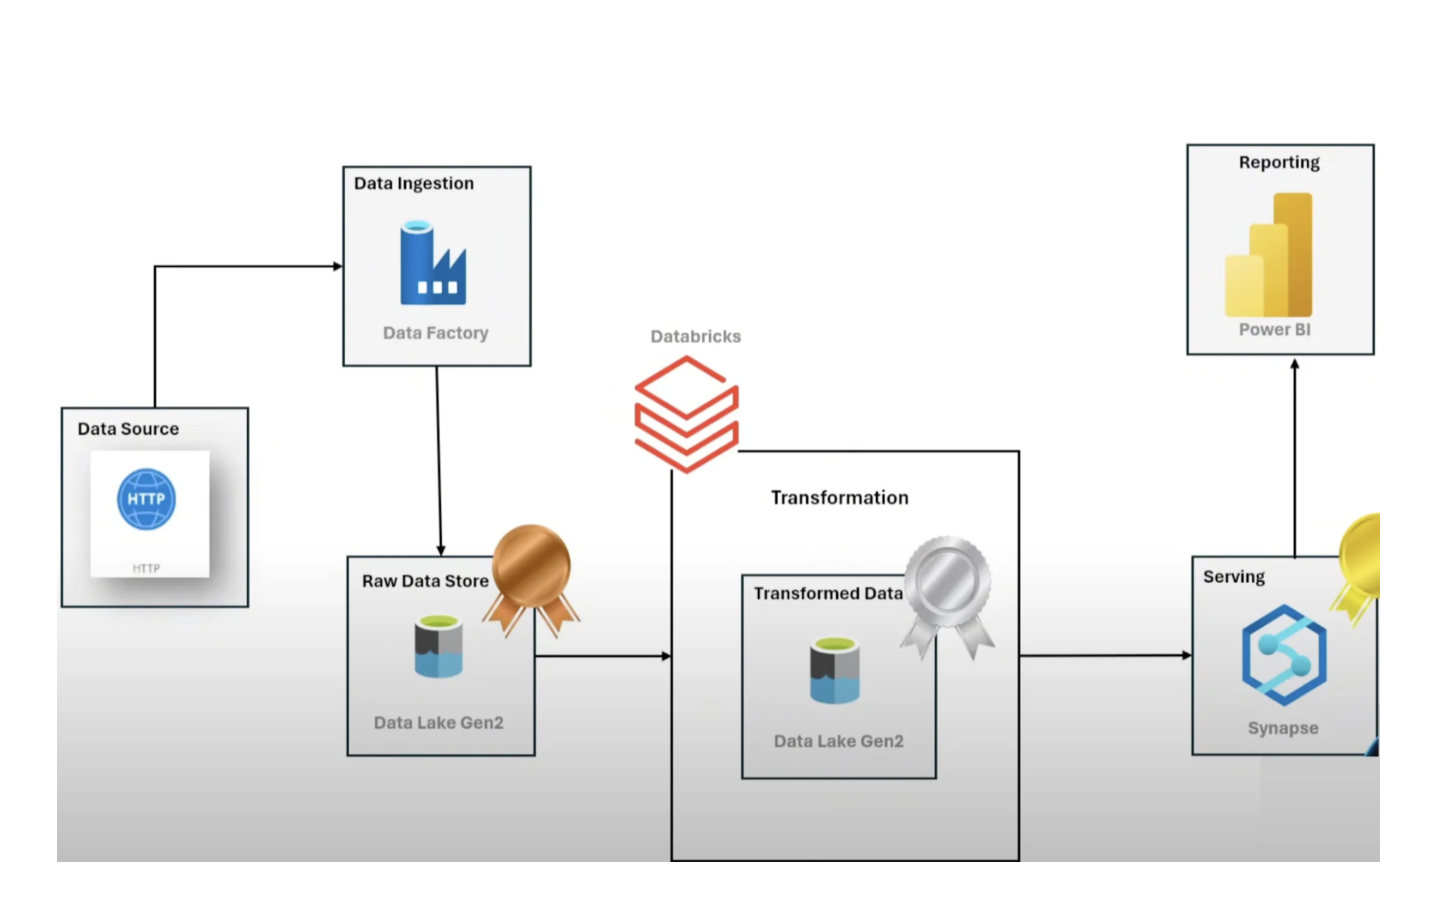 Data Source
HTTP
HTTP
Data Ingestion
Data Factory
Raw Data Store
Data Lake Gen2
Databricks
Transformation
Transformed Data
Data Lake Gen2
Serving
Synapse
Reporting
Power BI